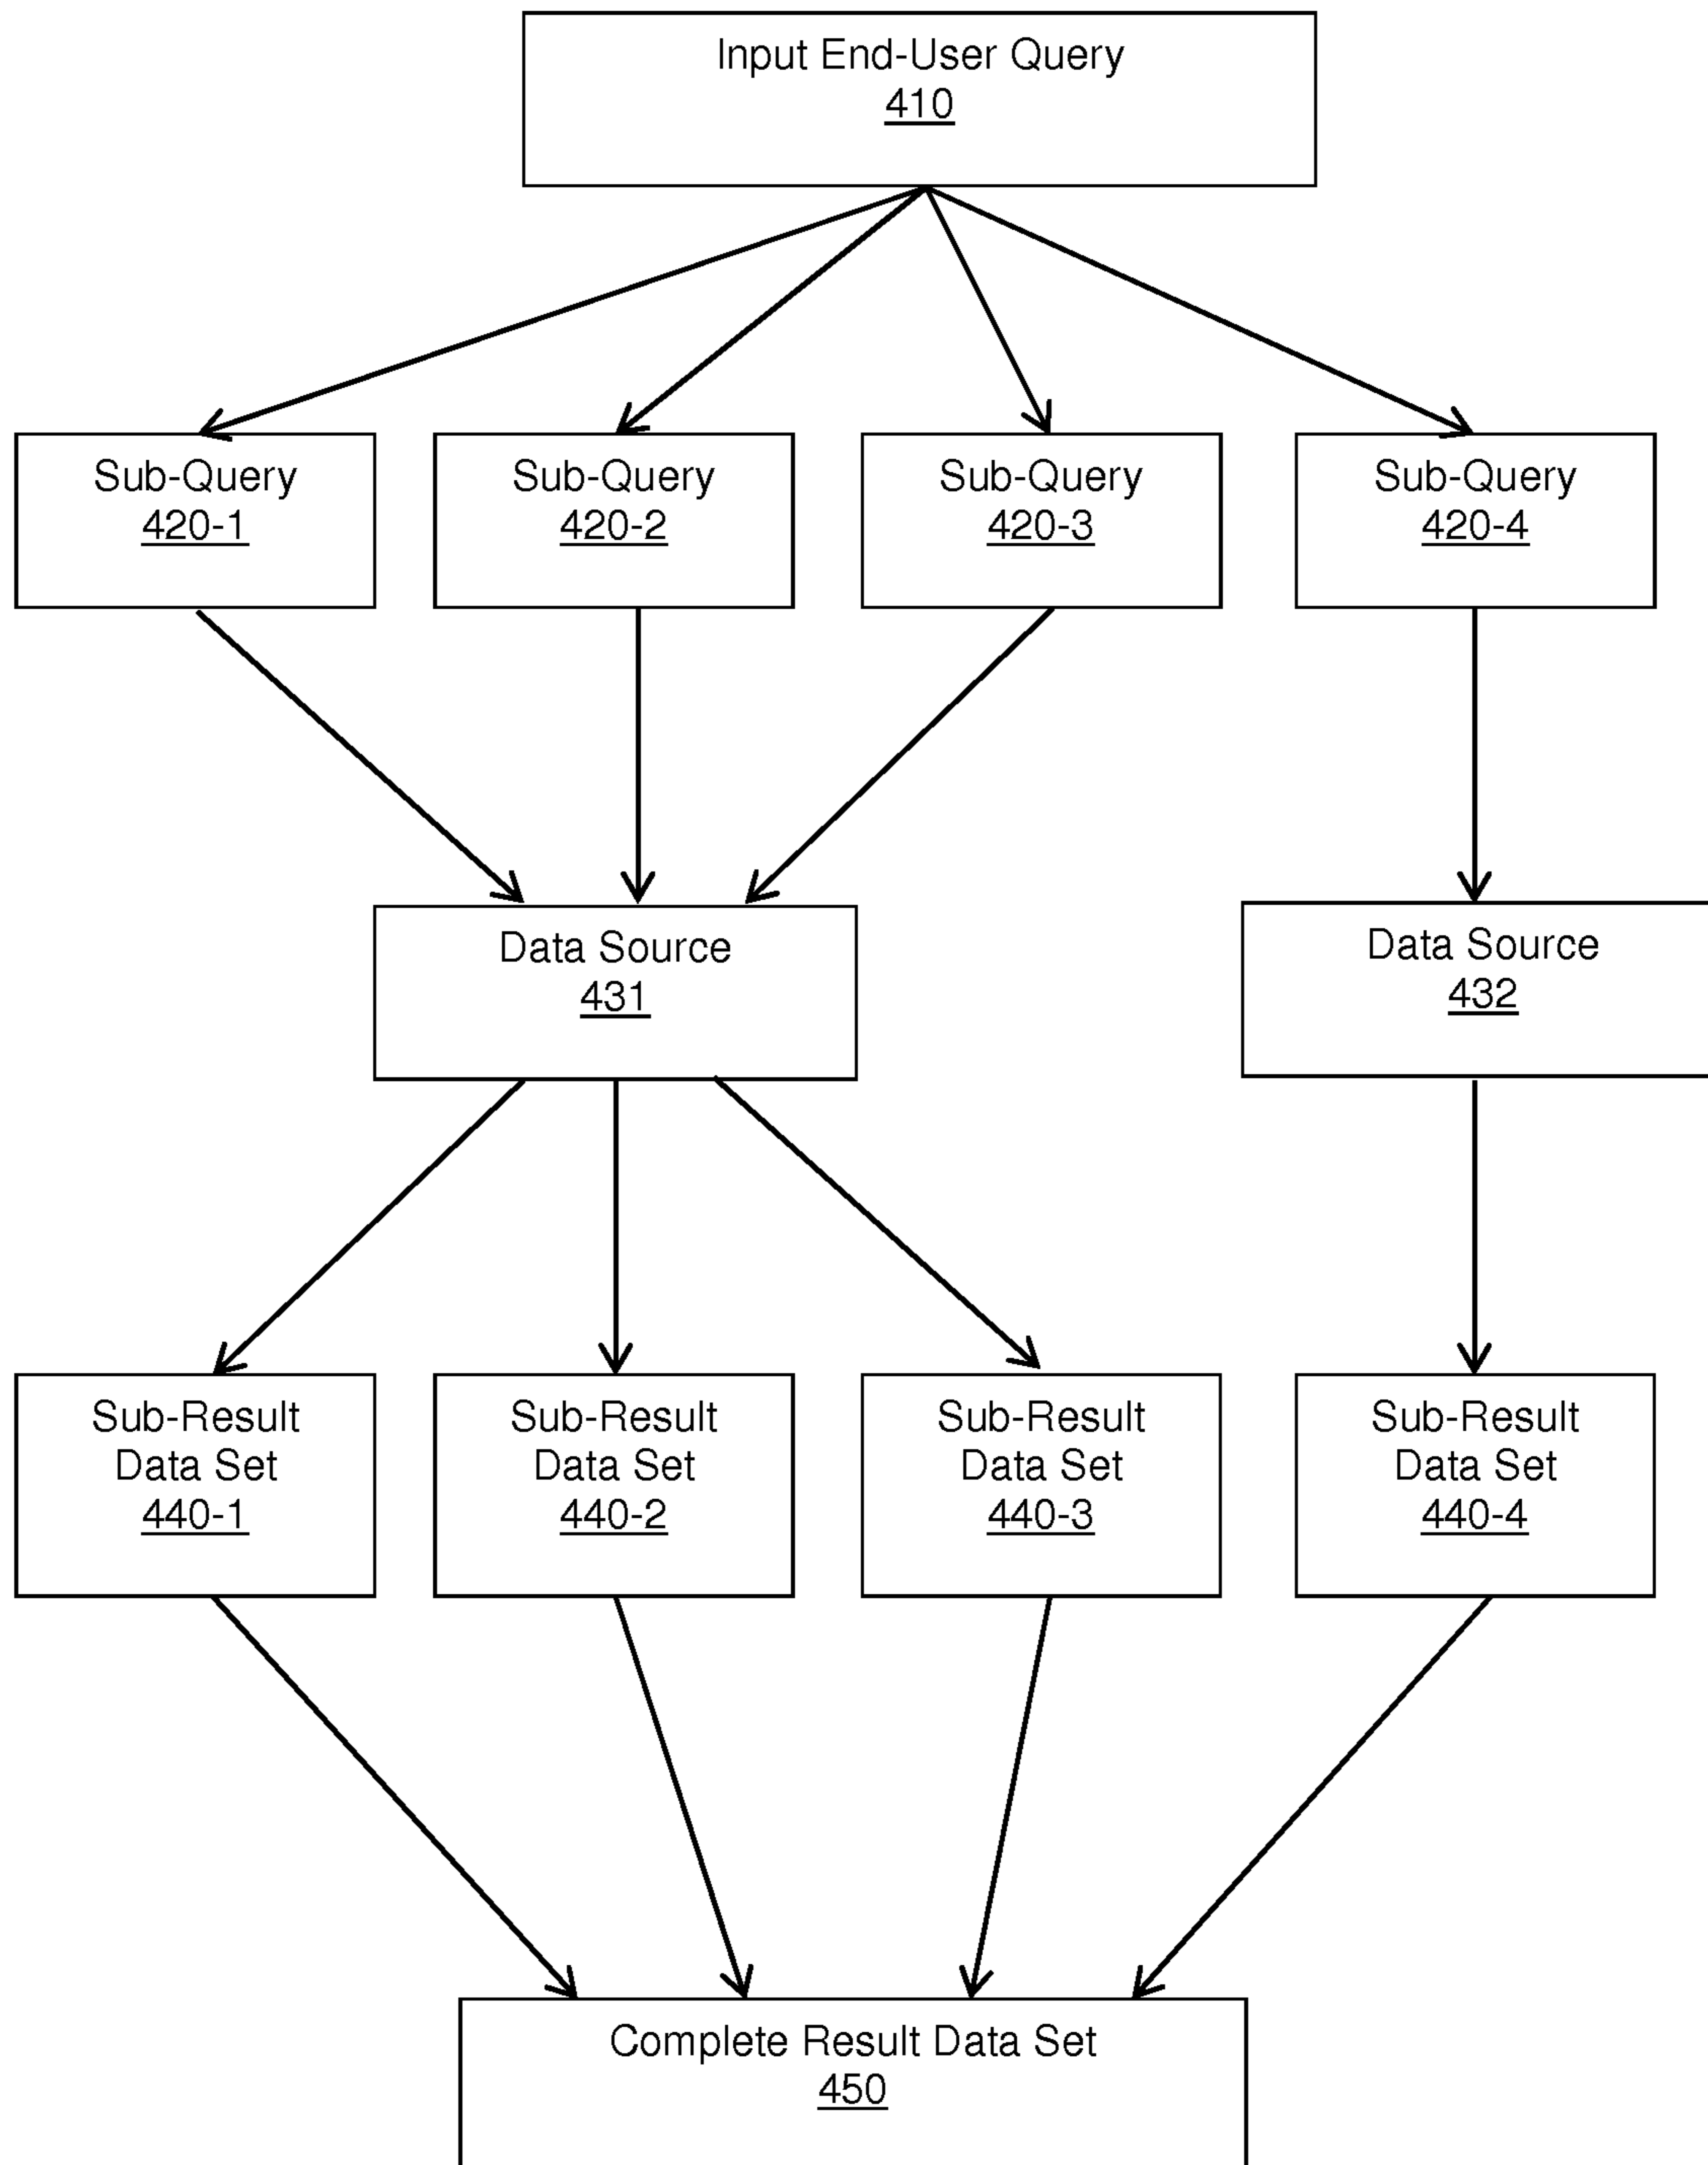 Input End-User Query
410
Sub-Query
420-1
Sub-Query
420-2
Sub-Query
420-3
Sub-Query
420-4
Data Source
431
Data Source
432
Sub-Result
Data Set
440-1
Sub-Result
Data Set
440-2
Sub-Result
Data Set
440-3
Sub-Result
Data Set
440-4
Complete Result Data Set
450